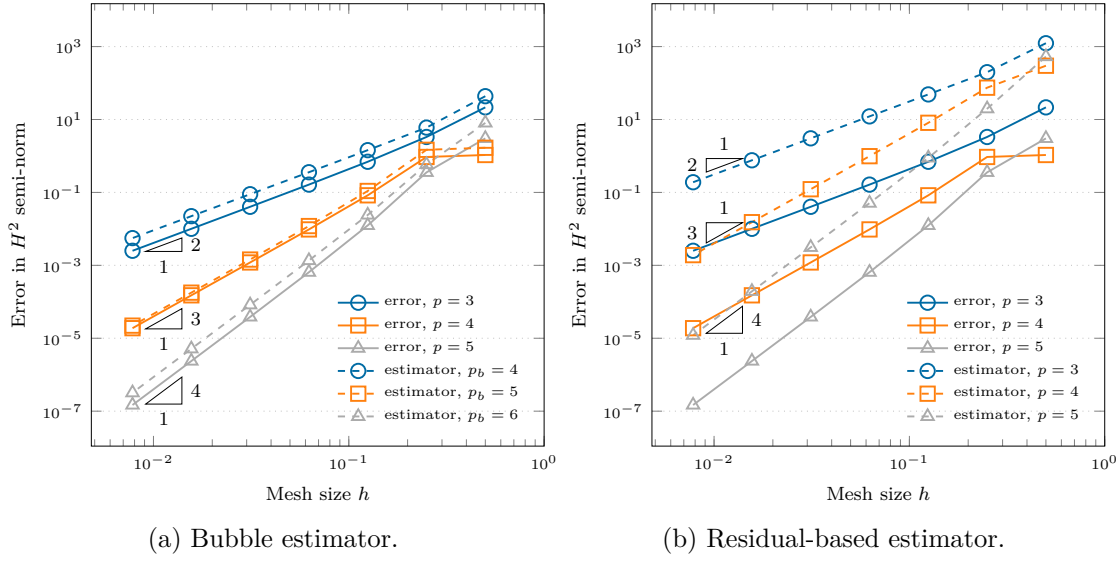 10^3
10^1
10^−1
10^−3
10^−5
10^−7
10^−2
10^−1
10^0
Error in H^2 semi-norm
Mesh size h
2
1
3
1
4
1
error, p = 3
error, p = 4
error, p = 5
estimator, p_b = 4
estimator, p_b = 5
estimator, p_b = 6
(a) Bubble estimator.
10^3
10^1
10^−1
10^−3
10^−5
10^−7
10^−2
10^−1
10^0
Error in H^2 semi-norm
Mesh size h
1
2
1
3
4
1
error, p = 3
error, p = 4
error, p = 5
estimator, p = 3
estimator, p = 4
estimator, p = 5
(b) Residual-based estimator.